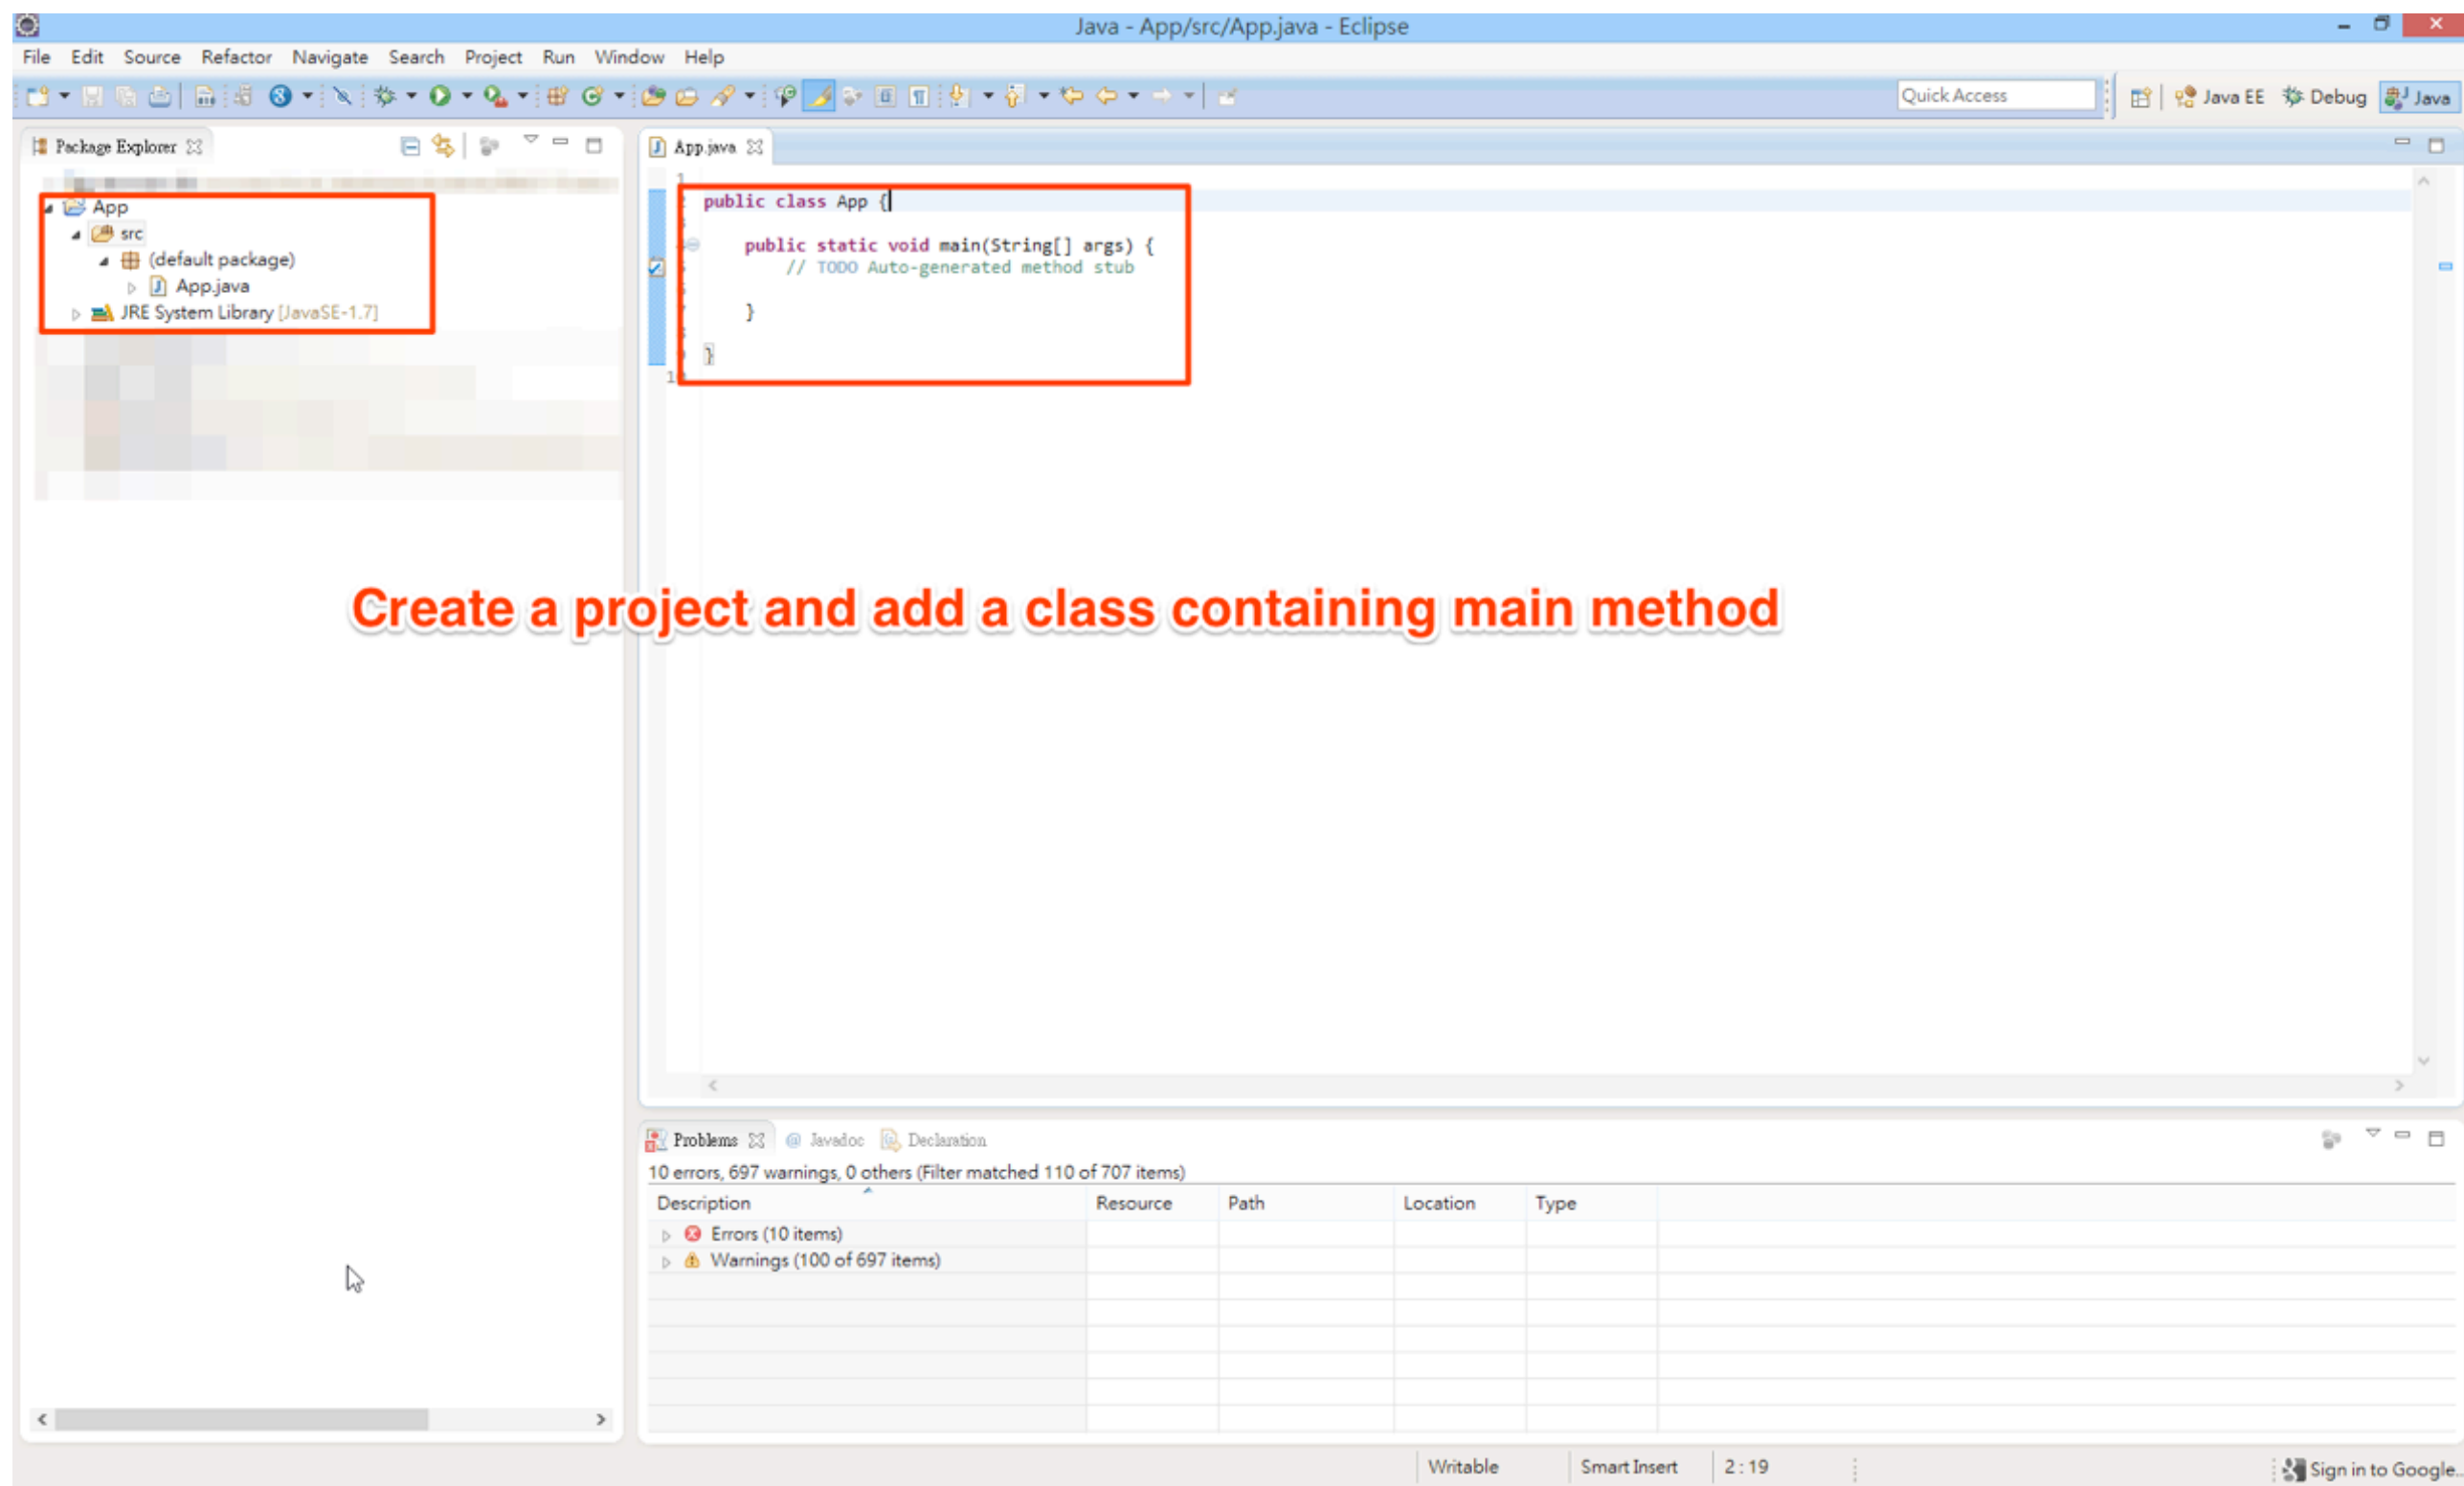 Java - App/src/App.java - Eclipse
File Edit Source Refactor Navigate Search Project Run Window Help
Quick Access
Java EE
Debug
Java
Package Explorer
App
src
(default package)
App.java
JRE System Library [JavaSE-1.7]
App.java
1
public class App {
public static void main(String[] args) {
// TODO Auto-generated method stub
}
}
Create a project and add a class containing main method
Problems @ Javadoc Declaration
10 errors, 697 warnings, 0 others (Filter matched 110 of 707 items)
Description Resource Path Location Type
Errors (10 items)
Warnings (100 of 697 items)
Writable Smart Insert 2 : 19
Sign in to Google...